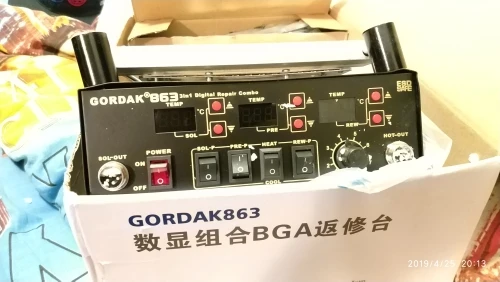 GORDAK®863 3in1 Digital Repair Combo
ESD SAFE
TEMP °C SOL
TEMP °C PRE
TEMP °C REW
SOL-OUT
POWER
ON
OFF
SOL-P PRE-P HEAT REW-P
COOL
HOT-OUT
GORDAK863
数显组合BGA返修台
2019/4/25 20:13